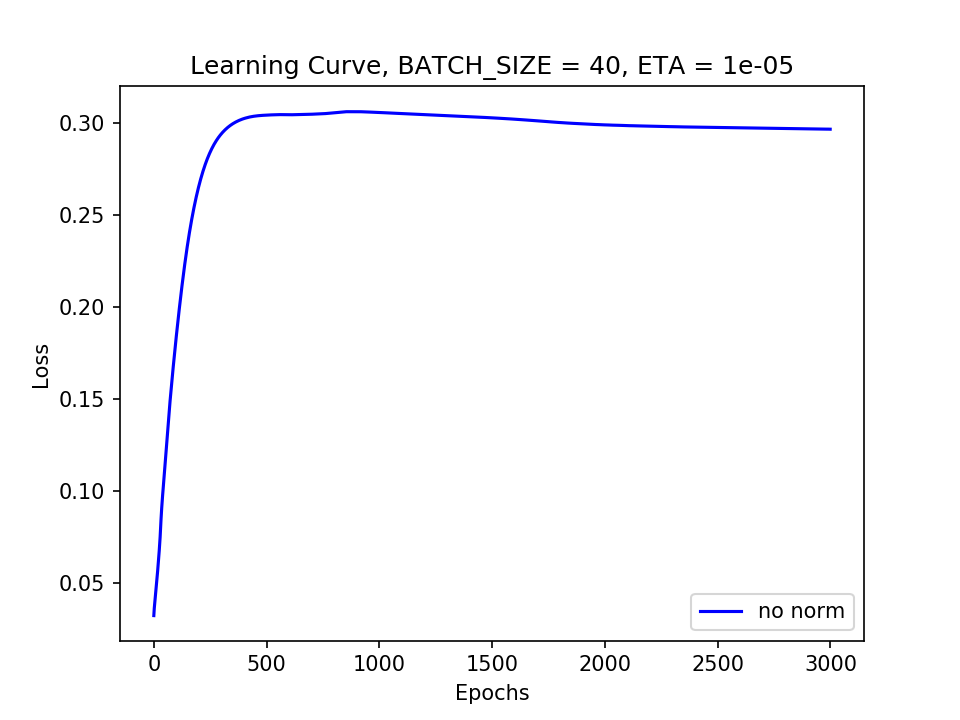 Learning Curve, BATCH_SIZE = 40, ETA = 1e-05
0.30
0.25
0.20
0.15
0.10
0.05
Loss
no norm
0 500 1000 1500 2000 2500 3000
Epochs